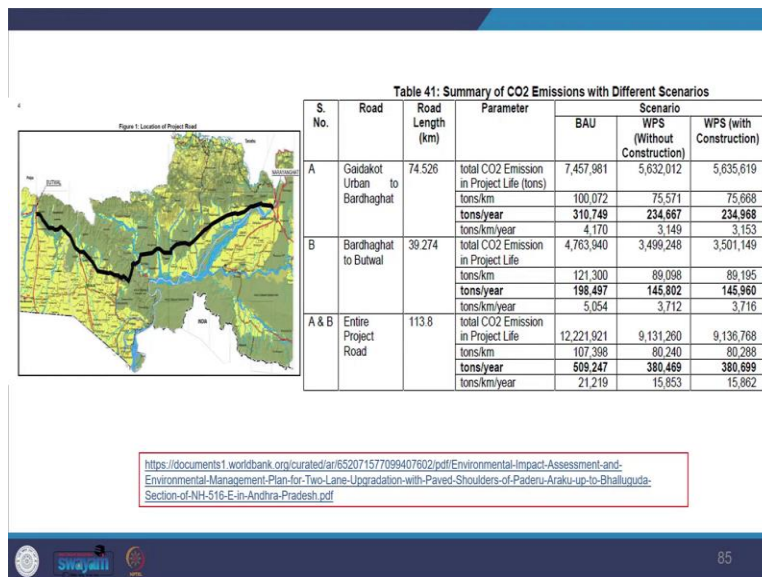 Table 41: Summary of CO2 Emissions with Different Scenarios
Figure 1: Location of Project Road
BUTWAL
NARAYANGHAT
INDIA
S. No. Road Road Length (km) Parameter Scenario
BAU WPS (Without Construction) WPS (with Construction)
A Gaidakot Urban to Bardhaghat 74.526 total CO2 Emission in Project Life (tons) 7,457,981 5,632,012 5,635,619
tons/km 100,072 75,571 75,668
tons/year 310,749 234,667 234,968
tons/km/year 4,170 3,149 3,153
B Bardhaghat to Butwal 39.274 total CO2 Emission in Project Life 4,763,940 3,499,248 3,501,149
tons/km 121,300 89,098 89,195
tons/year 198,497 145,802 145,960
tons/km/year 5,054 3,712 3,716
A & B Entire Project Road 113.8 total CO2 Emission in Project Life 12,221,921 9,131,260 9,136,768
tons/km 107,398 80,240 80,288
tons/year 509,247 380,469 380,699
tons/km/year 21,219 15,853 15,862
https://documents1.worldbank.org/curated/ar/652071577099407602/pdf/Environmental-Impact-Assessment-and-
Environmental-Management-Plan-for-Two-Lane-Upgradation-with-Paved-Shoulders-of-Paderu-Araku-up-to-Bhalluguda-
Section-of-NH-516-E-in-Andhra-Pradesh.pdf
swayam
85